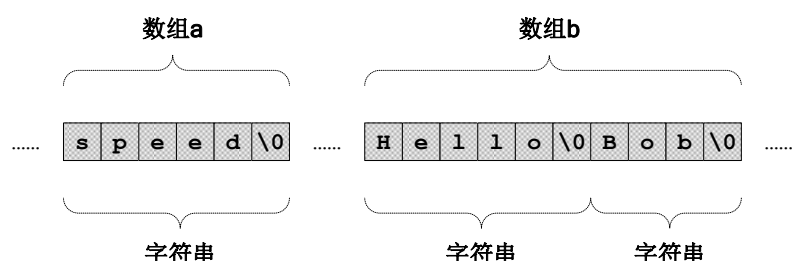 数组a 数组b
...... s p e e d \0 ...... H e l l o \0 B o b \0 ......
字符串 字符串 字符串